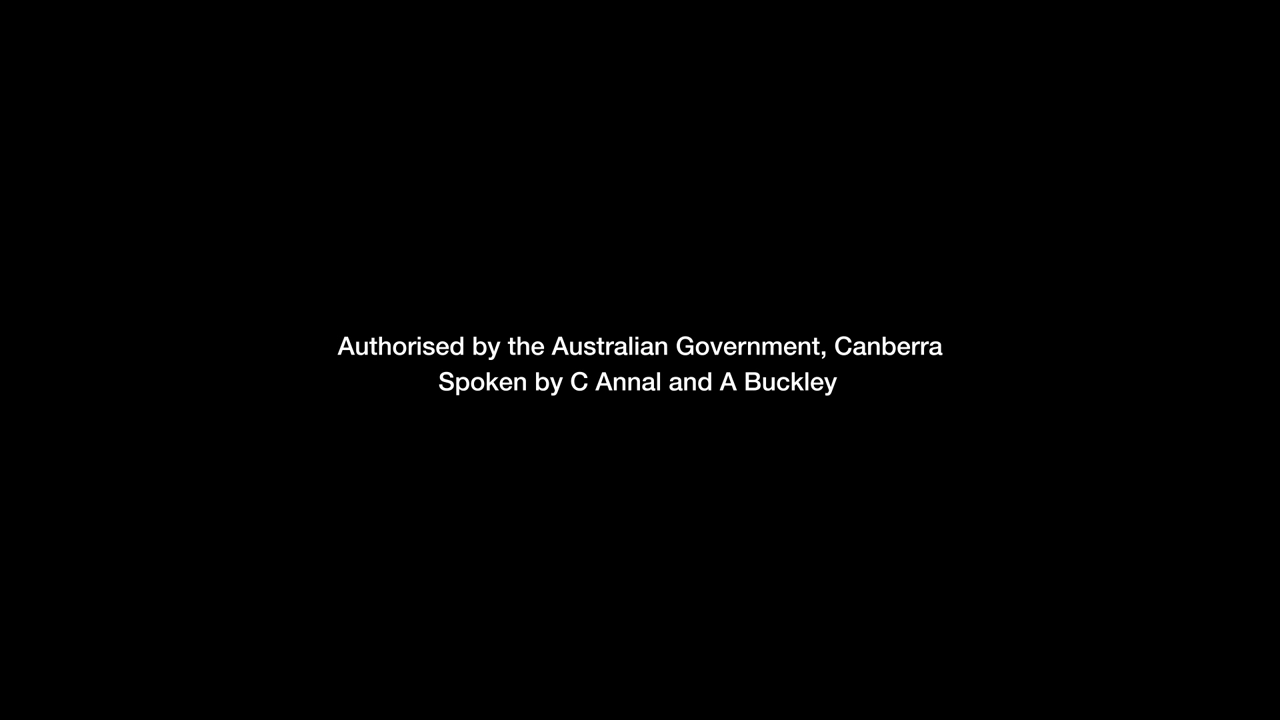 Authorised by the Australian Government, Canberra
Spoken by C Annal and A Buckley